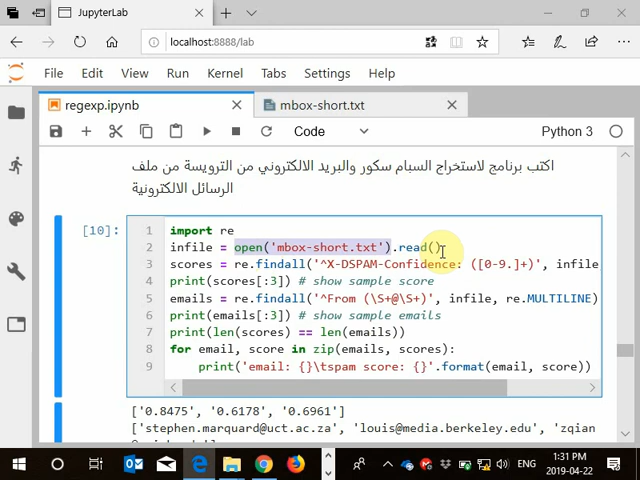 JupyterLab
localhost:8888/lab
File Edit View Run Kernel Tabs Settings Help
regexp.ipynb mbox-short.txt
Code Python 3
اكتب برنامج لاستخراج السبام سكور والبريد الالكتروني من الترويسة من ملف
الرسائل الالكترونية
[10]:
1 import re
2 infile = open('mbox-short.txt').read()
3 scores = re.findall('^X-DSPAM-Confidence: ([0-9.]+)', infile
4 print(scores[:3]) # show sample score
5 emails = re.findall('^From (\S+@\S+)', infile, re.MULTILINE)
6 print(emails[:3]) # show sample emails
7 print(len(scores) == len(emails))
8 for email, score in zip(emails, scores):
9 print('email: {}\tspam score: {}'.format(email, score))
['0.8475', '0.6178', '0.6961']
['stephen.marquard@uct.ac.za', 'louis@media.berkeley.edu', 'zqian
ENG
1:31 PM
2019-04-22